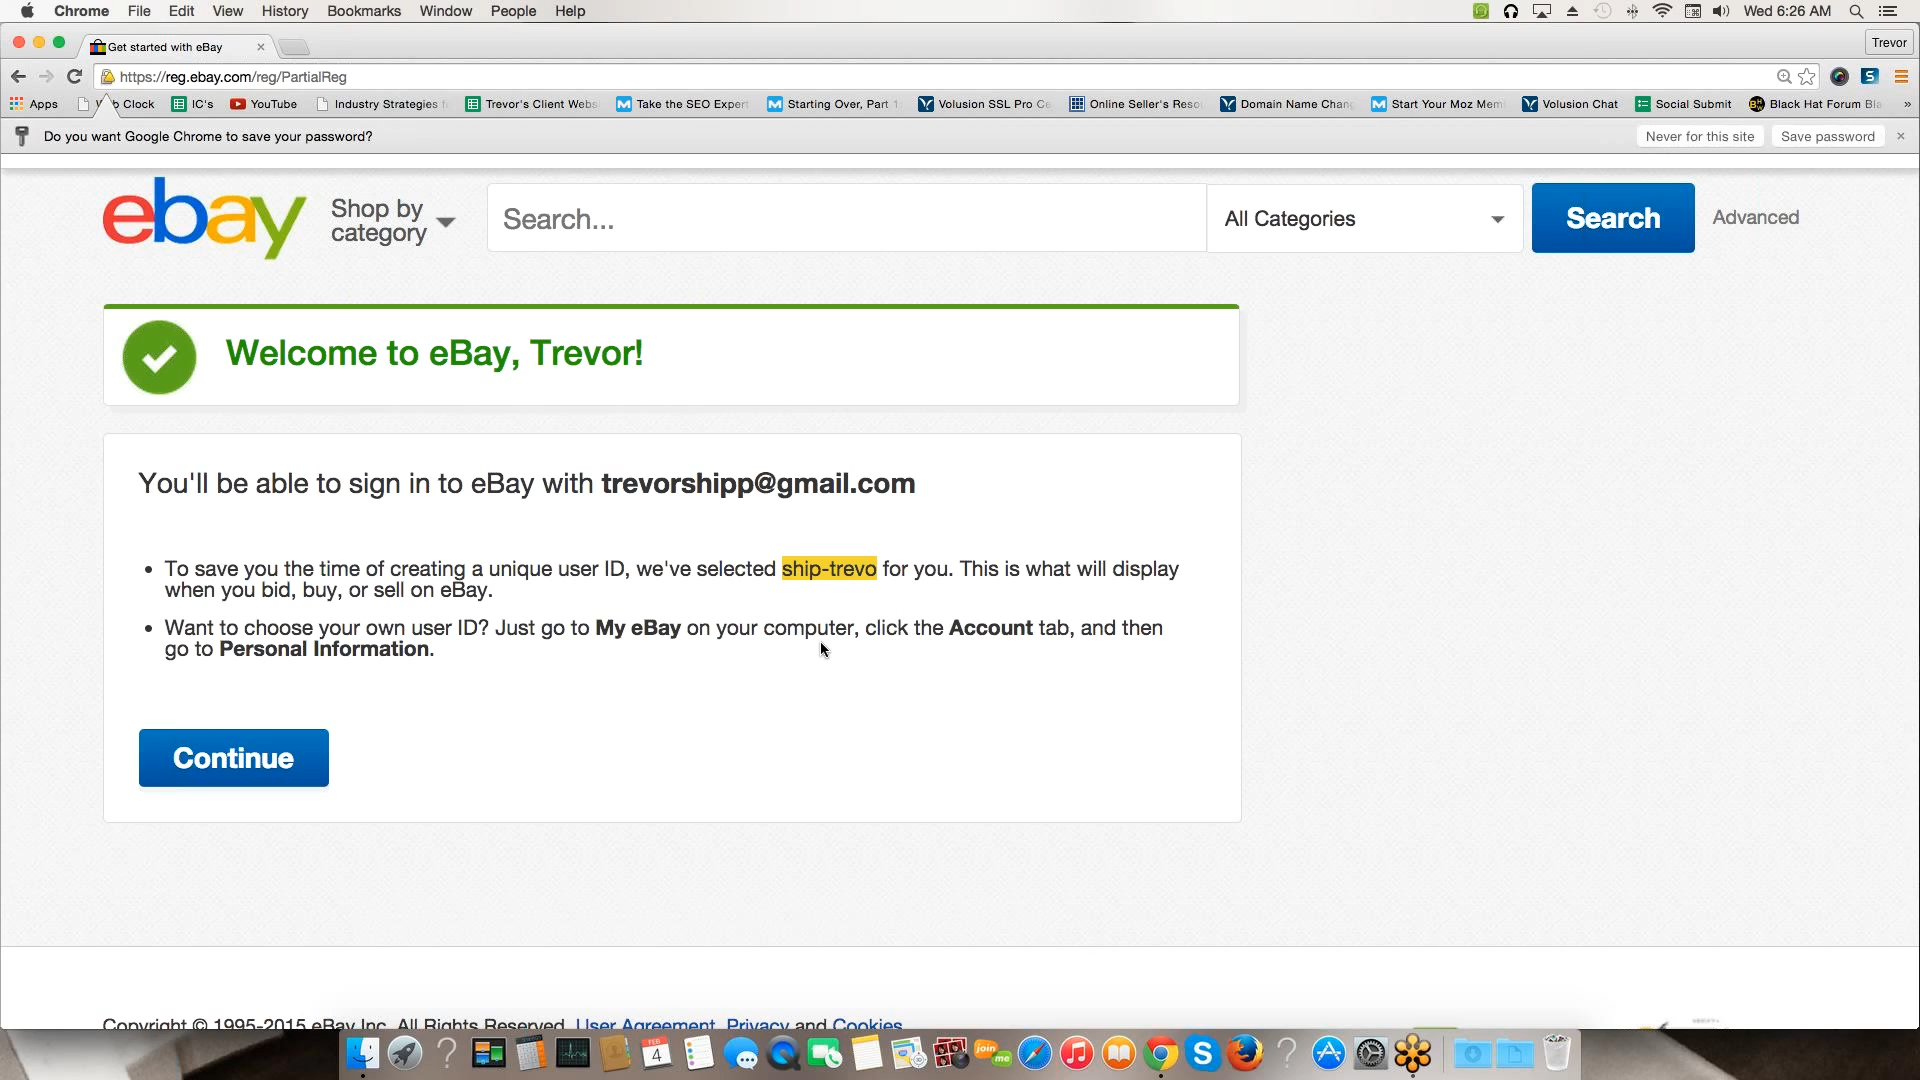 Chrome File Edit View History Bookmarks Window People Help Wed 6:26 AM
Get started with eBay Trevor
https://reg.ebay.com/reg/PartialReg
Apps Clock IC's YouTube Industry Strategies Trevor's Client Webs Take the SEO Expert Starting Over, Part 1 Volusion SSL Pro Ce Online Seller's Reso Domain Name Chan Start Your Moz Mem Volusion Chat Social Submit Black Hat Forum Bla »
Do you want Google Chrome to save your password? Never for this site Save password
ebay Shop by category Search... All Categories Search Advanced
Welcome to eBay, Trevor!
You'll be able to sign in to eBay with trevorshipp@gmail.com
• To save you the time of creating a unique user ID, we've selected ship-trevo for you. This is what will display
when you bid, buy, or sell on eBay.
• Want to choose your own user ID? Just go to My eBay on your computer, click the Account tab, and then
go to Personal Information.
Continue
Copyright © 1995-2015 eBay Inc. All Rights Reserved. User Agreement, Privacy and Cookies
FEB
4
join
me